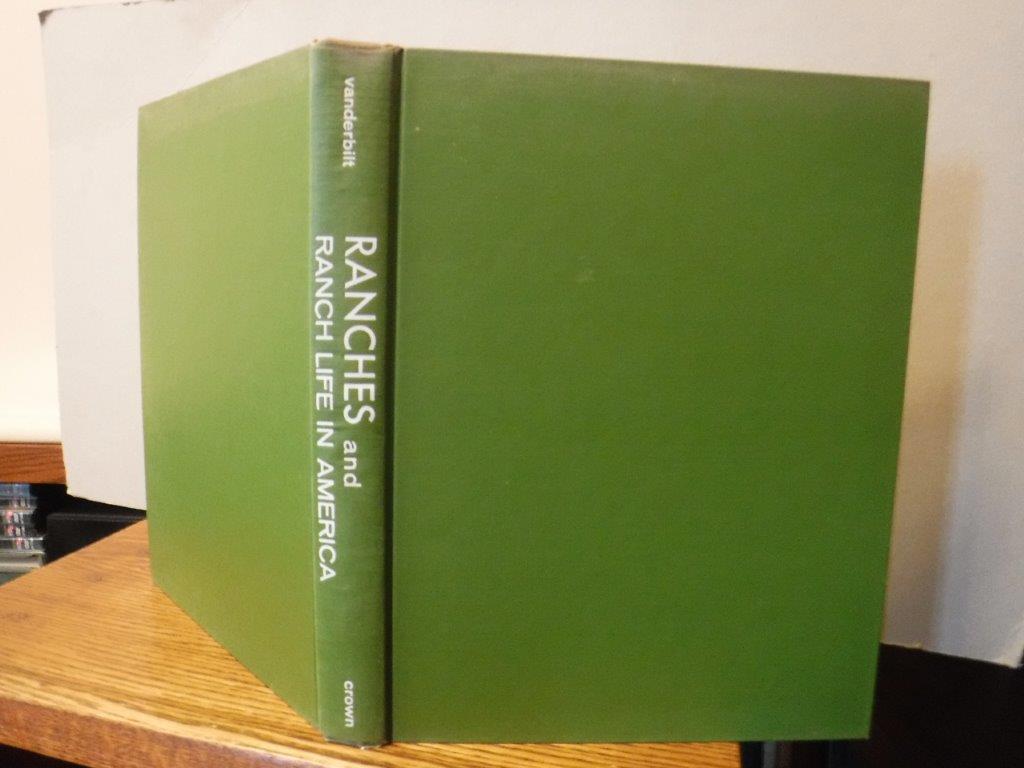 vanderbilt
RANCHES and
RANCH LIFE IN AMERICA
crown